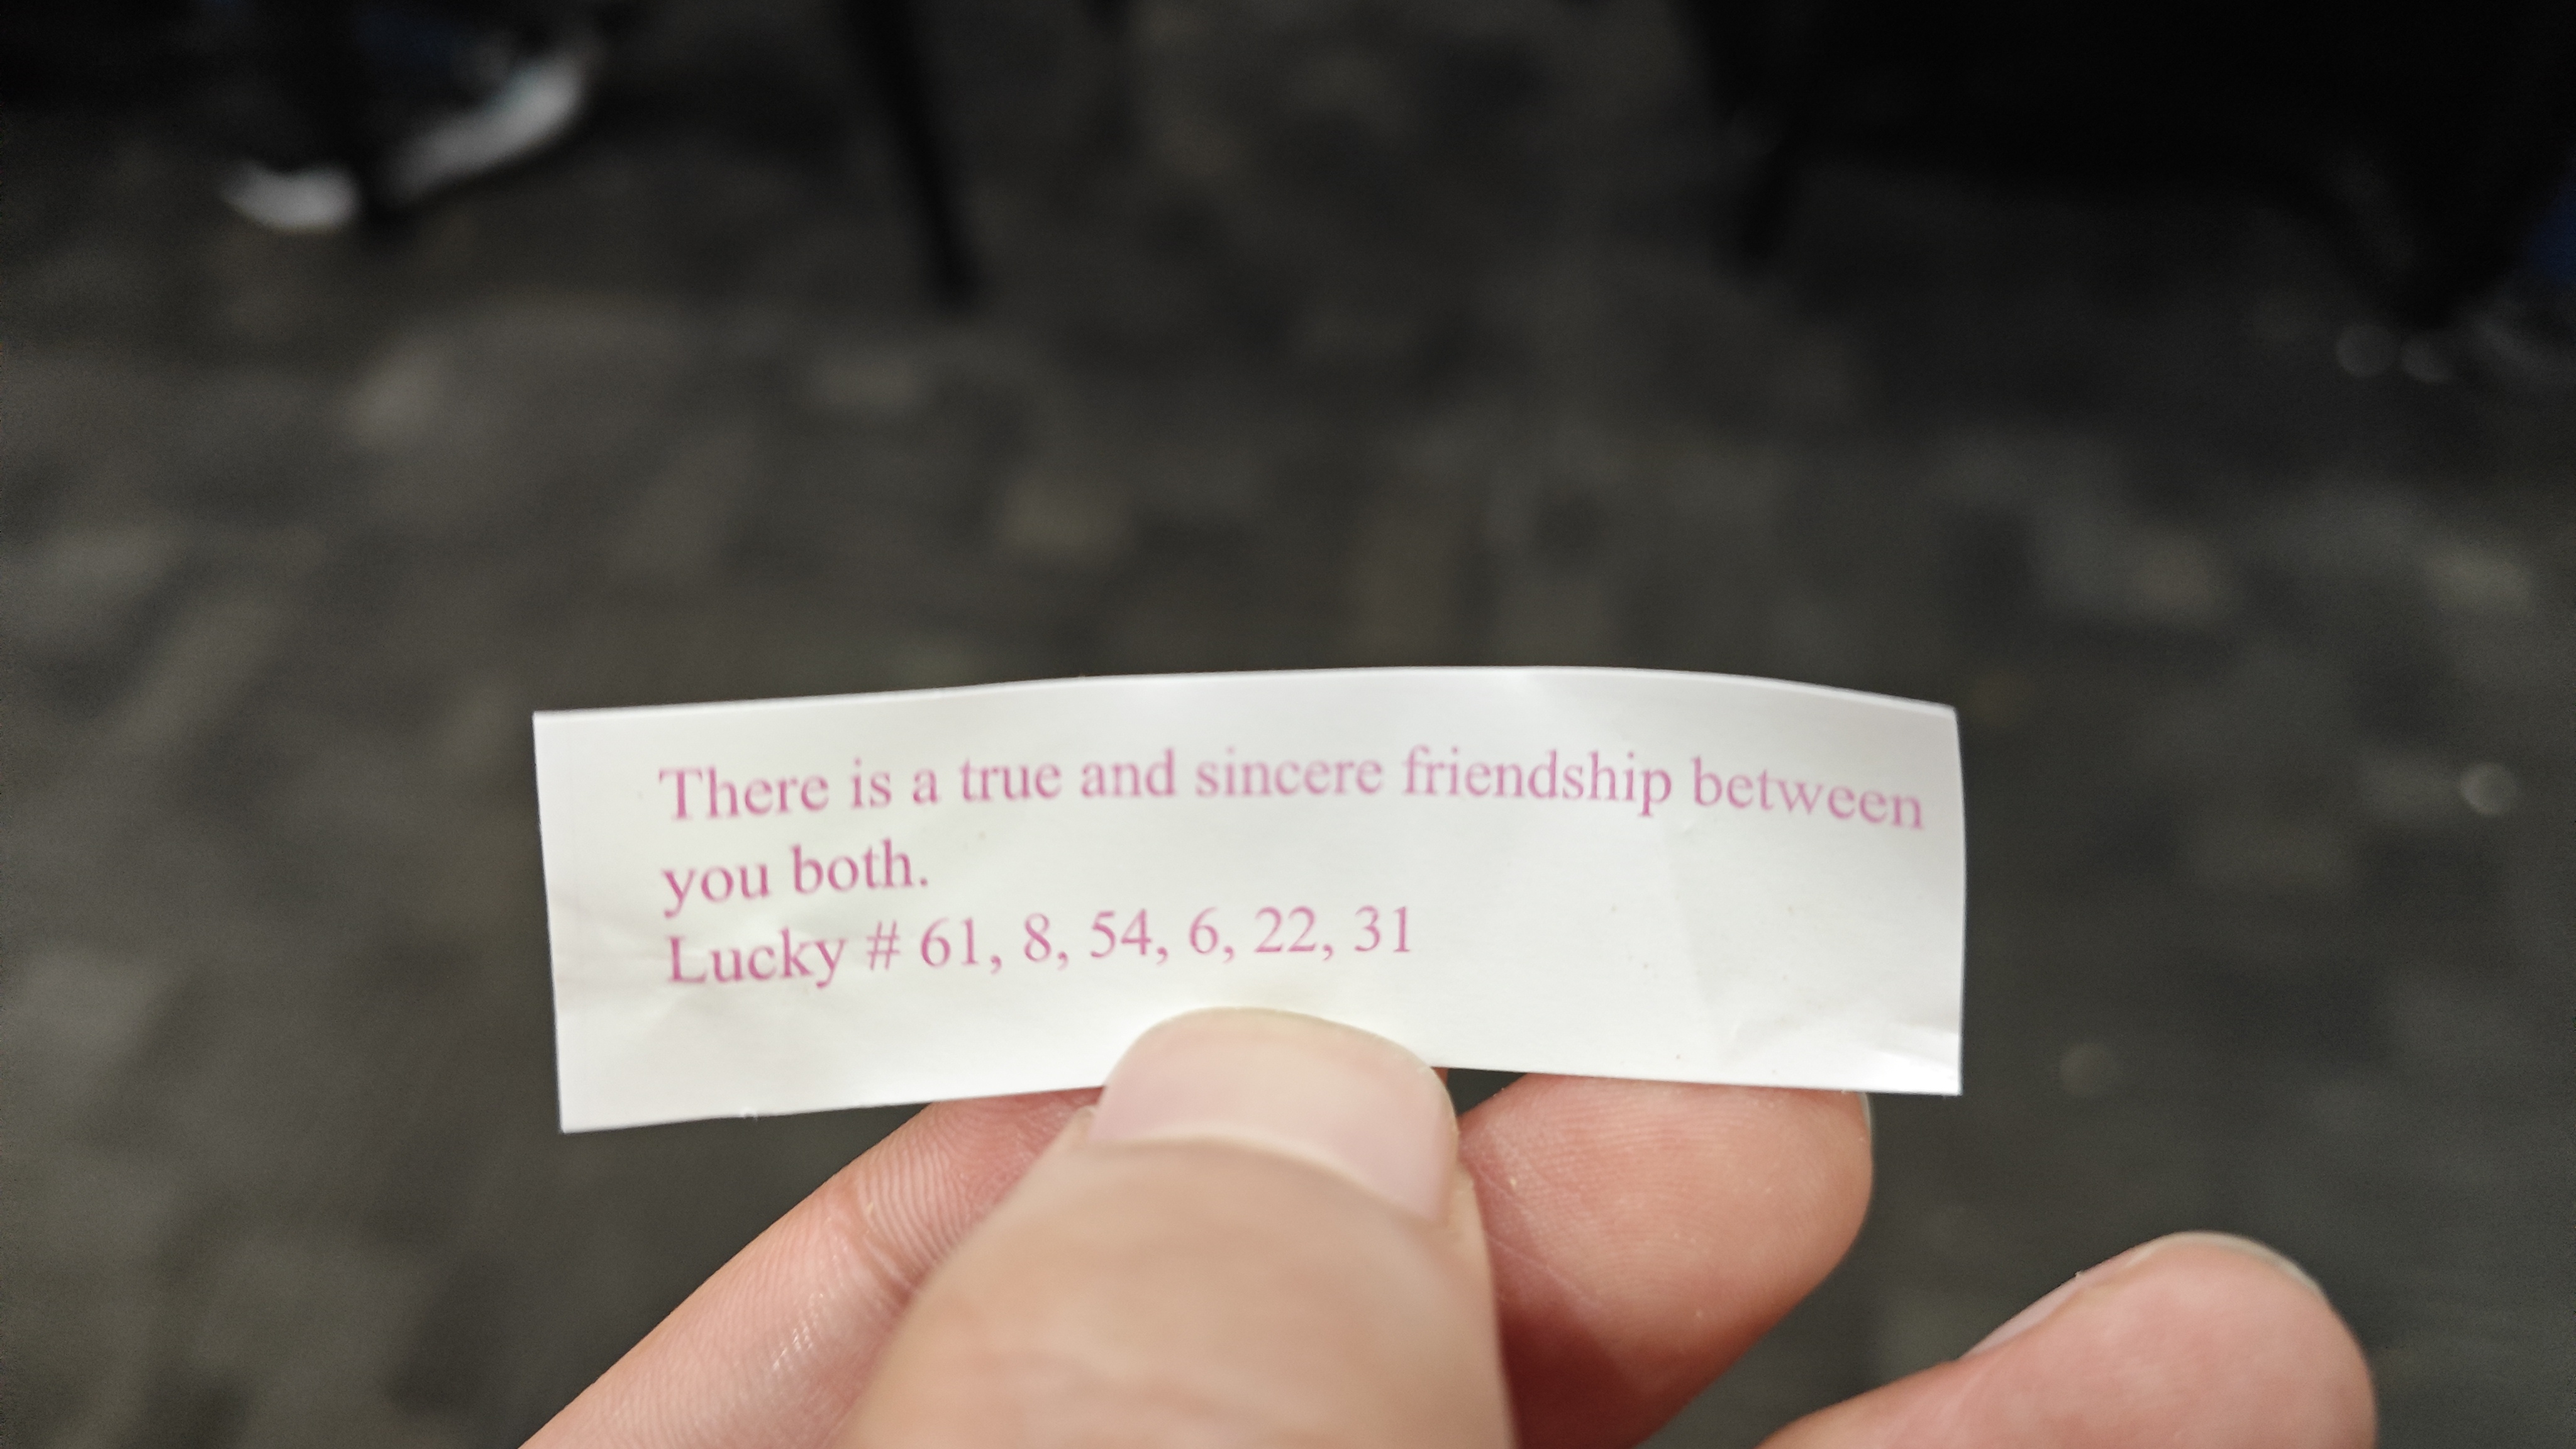 There is a true and sincere friendship between
you both.
Lucky # 61, 8, 54, 6, 22, 31